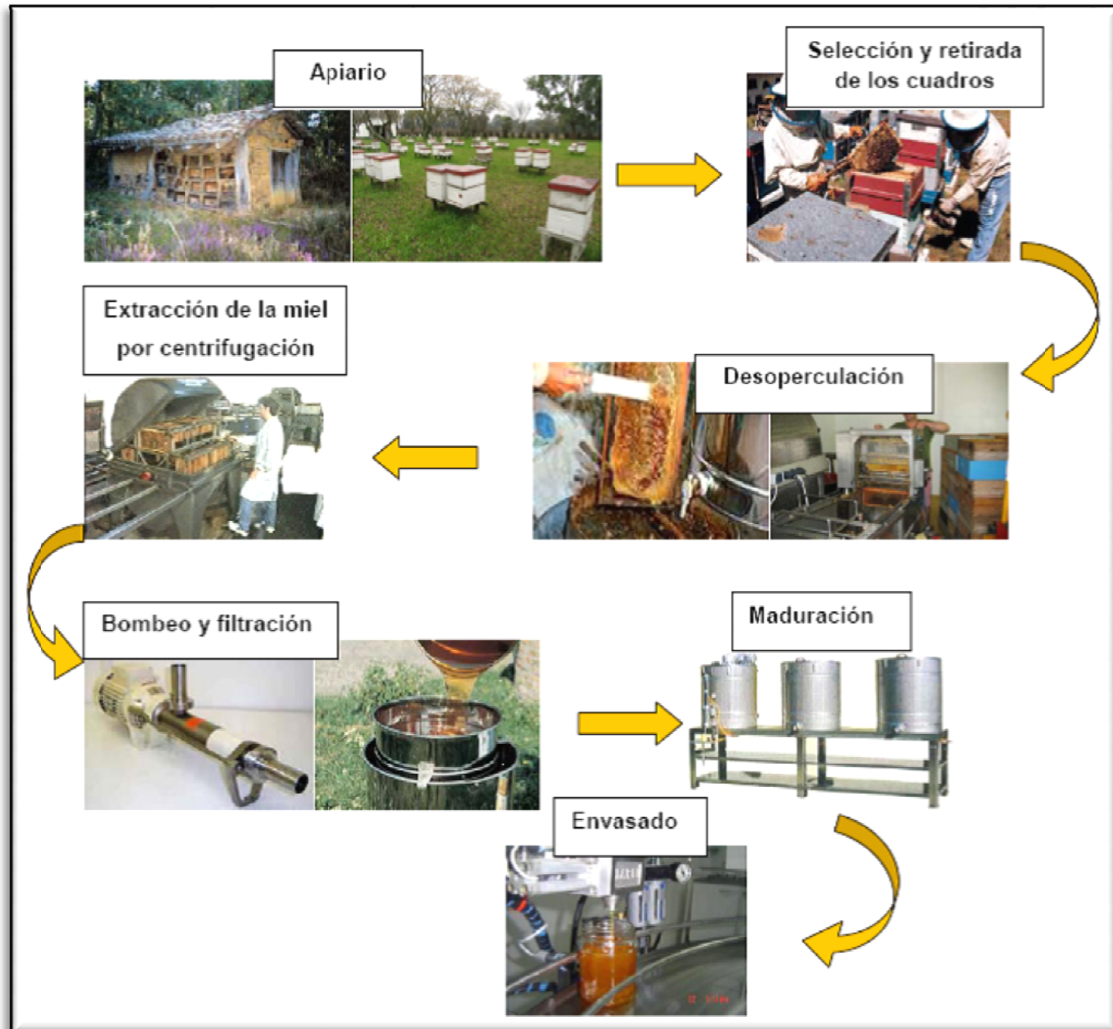 Apiario
Selección y retirada
de los cuadros
Extracción de la miel
por centrifugación
Desoperculación
Bombeo y filtración
Maduración
Envasado